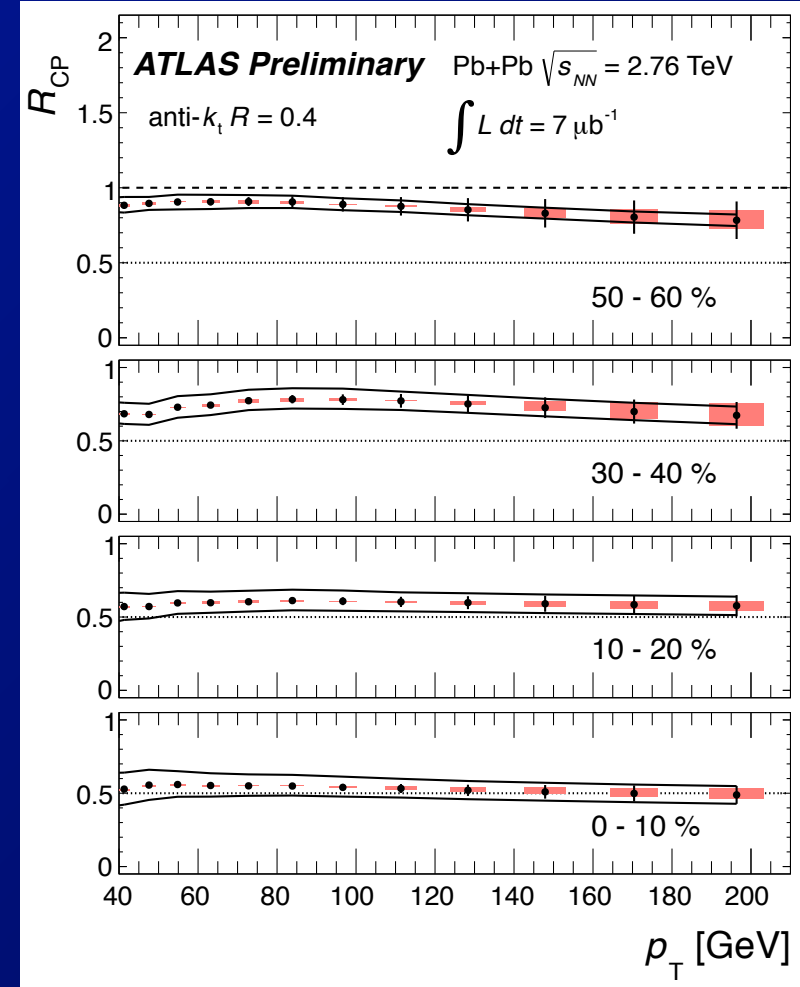 R_CP
2
1.5
1
0.5
0
ATLAS Preliminary Pb+Pb √s_NN = 2.76 TeV
anti-k_t R = 0.4 ∫ L dt = 7 μb^-1
50 - 60 %
1
0.5
0
30 - 40 %
1
0.5
0
10 - 20 %
1
0.5
0
0 - 10 %
40 60 80 100 120 140 160 180 200
p_T [GeV]